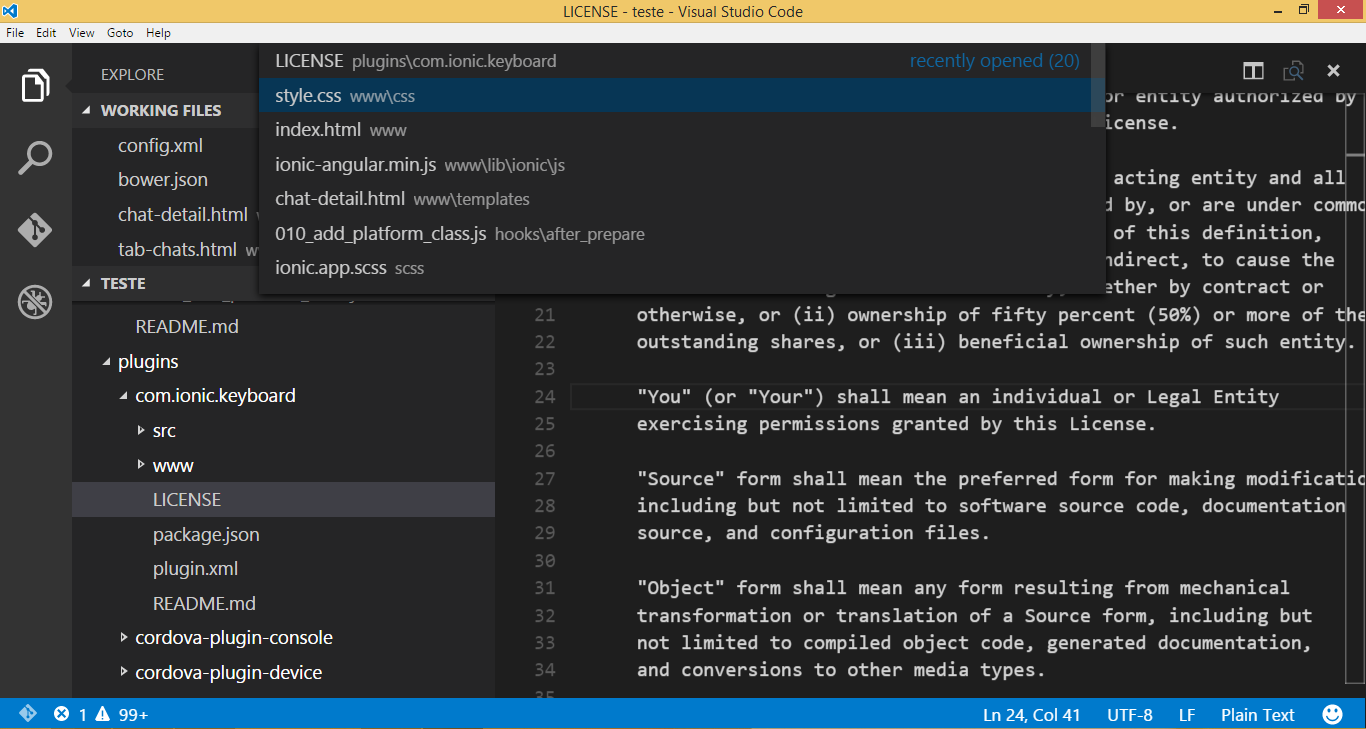 LICENSE - teste - Visual Studio Code
File Edit View Goto Help
EXPLORE
WORKING FILES
config.xml
bower.json
chat-detail.html
tab-chats.html
TESTE
README.md
plugins
com.ionic.keyboard
src
www
LICENSE
package.json
plugin.xml
README.md
cordova-plugin-console
cordova-plugin-device
LICENSE plugins\com.ionic.keyboard recently opened (20)
style.css www\css
index.html www
ionic-angular.min.js www\lib\ionic\js
chat-detail.html www\templates
010_add_platform_class.js hooks\after_prepare
ionic.app.scss scss
or entity authorized by
icense.
acting entity and all
d by, or are under commo
of this definition,
ndirect, to cause the
ether by contract or
21 otherwise, or (ii) ownership of fifty percent (50%) or more of the
22 outstanding shares, or (iii) beneficial ownership of such entity.
23
24 "You" (or "Your") shall mean an individual or Legal Entity
25 exercising permissions granted by this License.
26
27 "Source" form shall mean the preferred form for making modificatio
28 including but not limited to software source code, documentation
29 source, and configuration files.
30
31 "Object" form shall mean any form resulting from mechanical
32 transformation or translation of a Source form, including but
33 not limited to compiled object code, generated documentation,
34 and conversions to other media types.
35
1 99+
Ln 24, Col 41 UTF-8 LF Plain Text